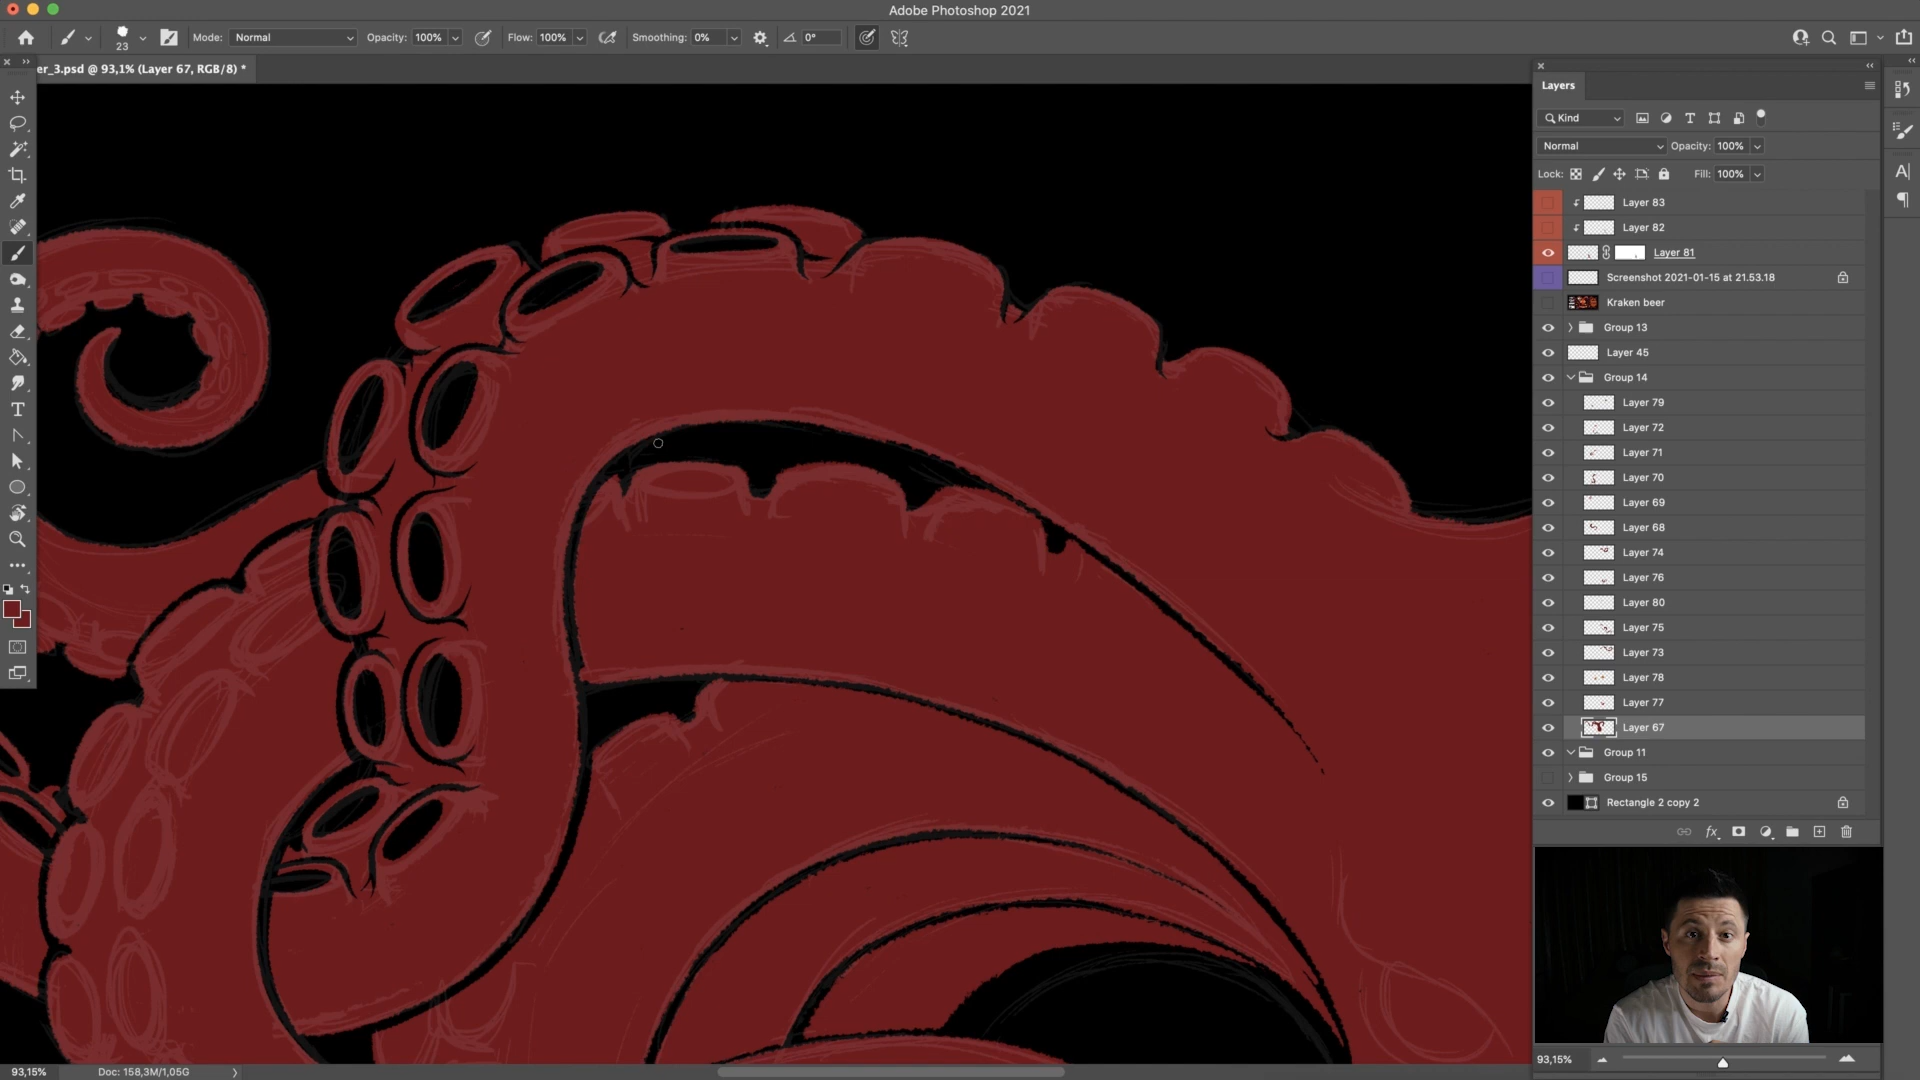 Adobe Photoshop 2021
23
Mode: Normal Opacity: 100% Flow: 100% Smoothing: 0% 0°
er_3.psd @ 93,1% (Layer 67, RGB/8) *
Layers
Kind
Normal Opacity: 100%
Lock: Fill: 100%
Layer 83
Layer 82
Layer 81
Screenshot 2021-01-15 at 21.53.18
Kraken beer
Group 13
Layer 45
Group 14
Layer 79
Layer 72
Layer 71
Layer 70
Layer 69
Layer 68
Layer 74
Layer 76
Layer 80
Layer 75
Layer 73
Layer 78
Layer 77
Layer 67
Group 11
Group 15
Rectangle 2 copy 2
fx
93,15%
93,15% Doc: 158,3M/1,05G